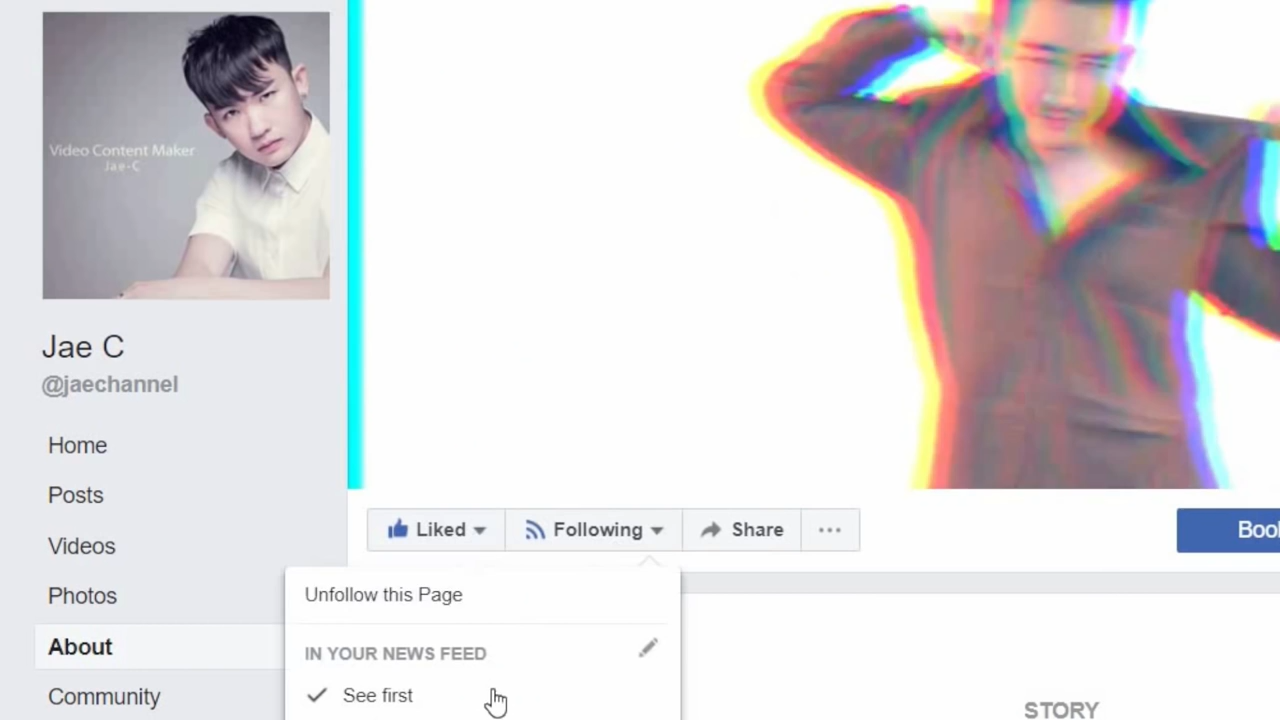 Video Content Maker
Jae-C
Jae C
@jaechannel
Home
Posts
Videos
Photos
About
Community
Liked
Following
Share
Unfollow this Page
IN YOUR NEWS FEED
See first
STORY